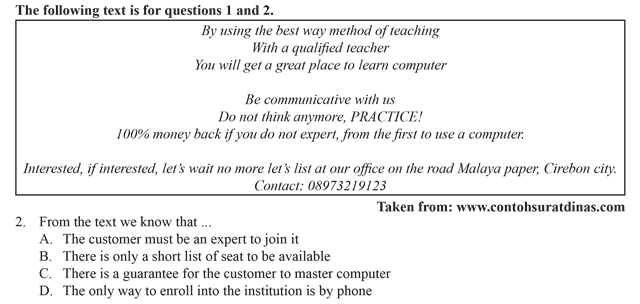 The following text is for questions 1 and 2.
By using the best way method of teaching
With a qualified teacher
You will get a great place to learn computer
Be communicative with us
Do not think anymore, PRACTICE!
100% money back if you do not expert, from the first to use a computer.
Interested, if interested, let's wait no more let's list at our office on the road Malaya paper, Cirebon city.
Contact: 08973219123
Taken from: www.contohsuratdinas.com
2. From the text we know that ...
A. The customer must be an expert to join it
B. There is only a short list of seat to be available
C. There is a guarantee for the customer to master computer
D. The only way to enroll into the institution is by phone